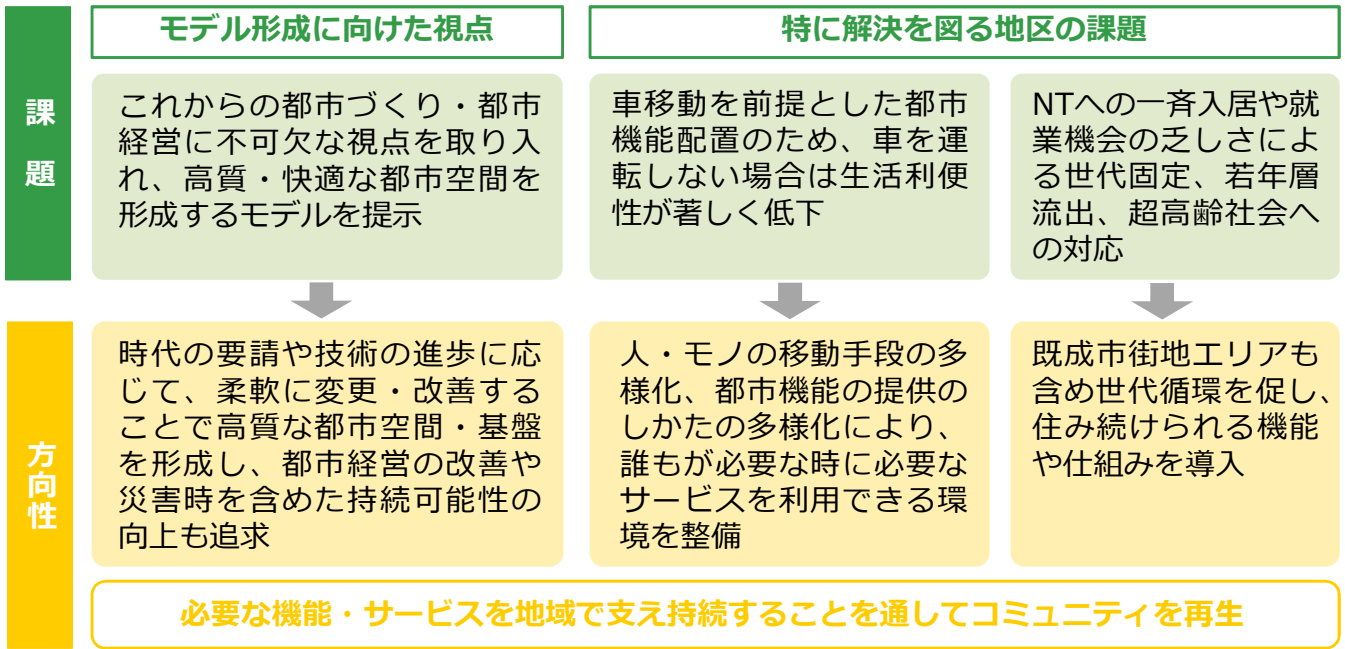 課題
モデル形成に向けた視点
特に解決を図る地区の課題
これからの都市づくり・都市
経営に不可欠な視点を取り入
れ、高質・快適な都市空間を
形成するモデルを提示
車移動を前提とした都市
機能配置のため、車を運
転しない場合は生活利便
性が著しく低下
NTへの一斉入居や就
業機会の乏しさによ
る世代固定、若年層
流出、超高齢社会へ
の対応
方向性
時代の要請や技術の進歩に応
じて、柔軟に変更・改善する
ことで高質な都市空間・基盤
を形成し、都市経営の改善や
災害時を含めた持続可能性の
向上も追求
人・モノの移動手段の多
様化、都市機能の提供の
しかたの多様化により、
誰もが必要な時に必要な
サービスを利用できる環
境を整備
既成市街地エリアも
含め世代循環を促し、
住み続けられる機能
や仕組みを導入
必要な機能・サービスを地域で支え持続することを通してコミュニティを再生